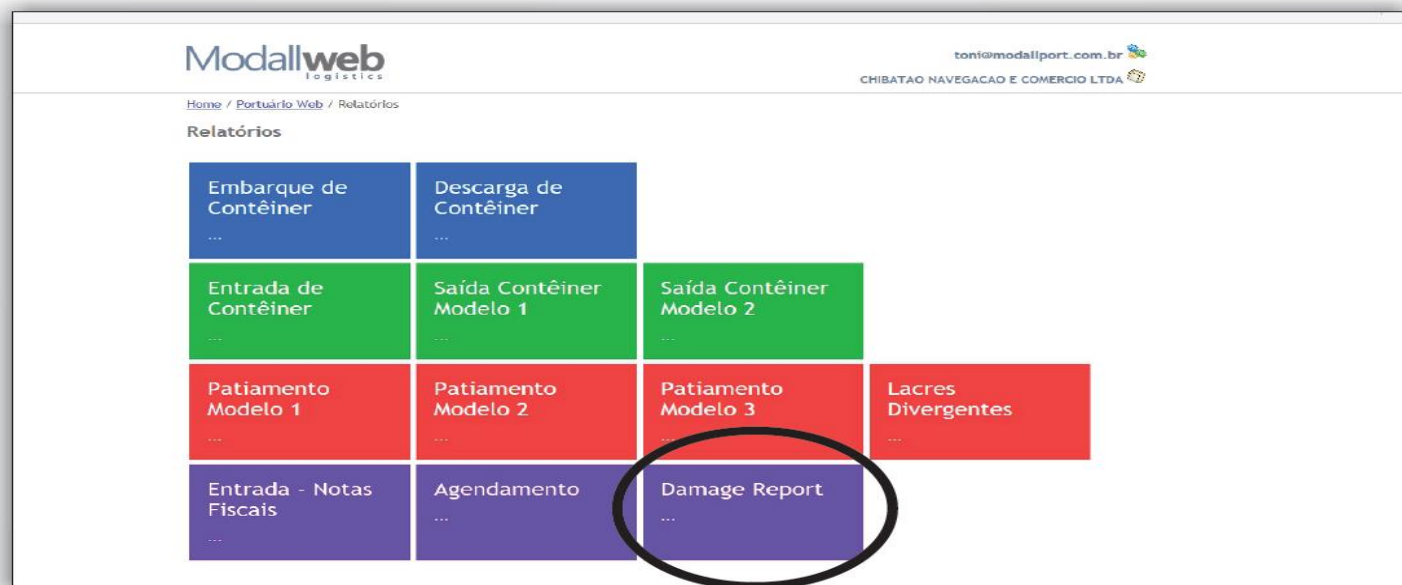 Modallweb
logistics
toni@modallport.com.br
CHIBATAO NAVEGACAO E COMERCIO LTDA
Home / Portuário Web / Relatórios
Relatórios
Embarque de
Contêiner
...
Descarga de
Contêiner
...
Entrada de
Contêiner
...
Saída Contêiner
Modelo 1
...
Saída Contêiner
Modelo 2
...
Patiamento
Modelo 1
...
Patiamento
Modelo 2
...
Patiamento
Modelo 3
...
Lacres
Divergentes
...
Entrada - Notas
Fiscais
...
Agendamento
...
Damage Report
...